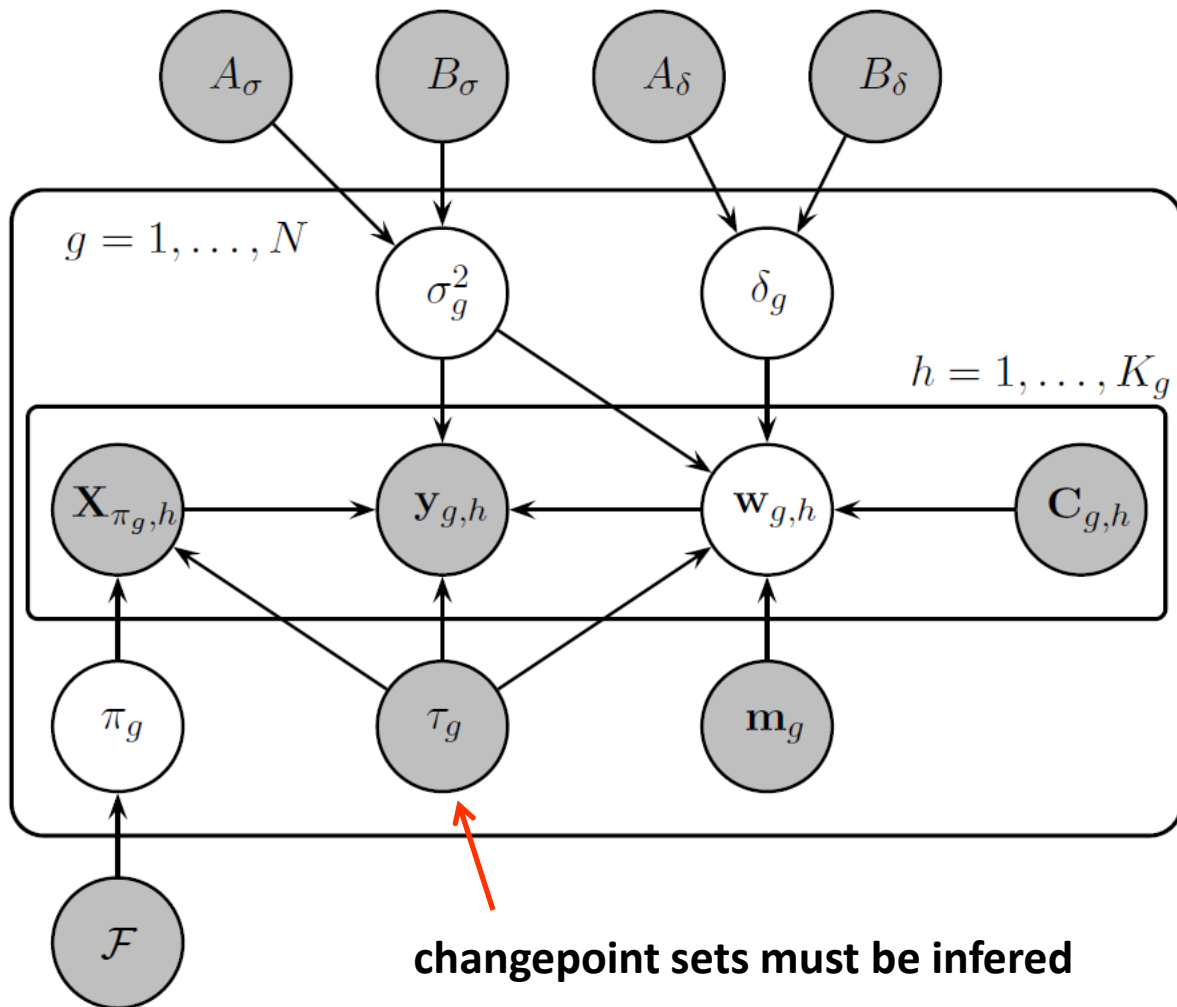 A_σ B_σ A_δ B_δ
g = 1, . . . , N
σ_g^2 δ_g
h = 1, . . . , K_g
X_{π_g,h} y_{g,h} w_{g,h} C_{g,h}
π_g τ_g m_g
ℱ
changepoint sets must be infered